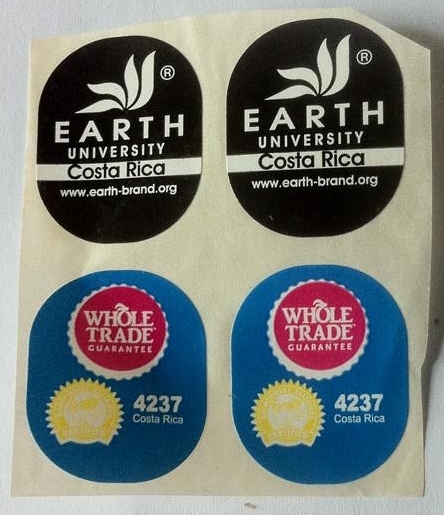 ®
EARTH
UNIVERSITY
Costa Rica
www.earth-brand.org
®
EARTH
UNIVERSITY
Costa Rica
www.earth-brand.org
WHOLE
TRADE
GUARANTEE
4237
Costa Rica
WHOLE
TRADE
GUARANTEE
4237
Costa Rica